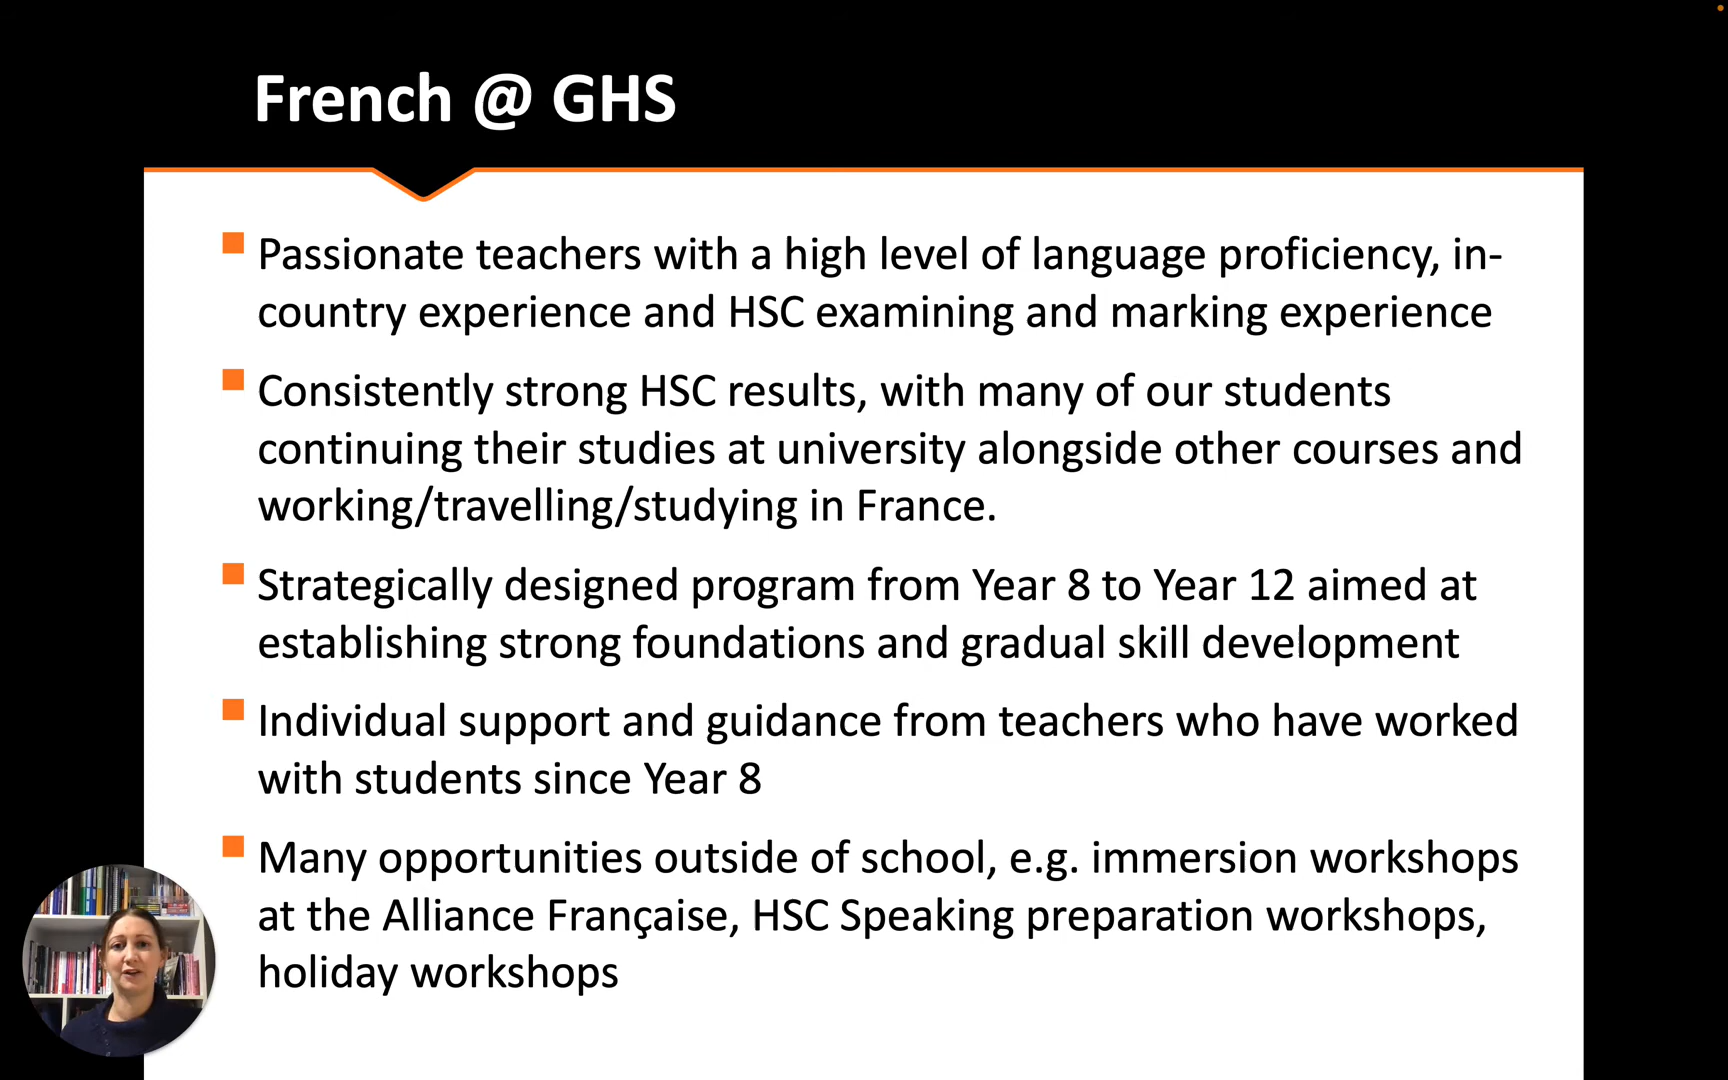 French @ GHS
Passionate teachers with a high level of language proficiency, in-
country experience and HSC examining and marking experience
Consistently strong HSC results, with many of our students
continuing their studies at university alongside other courses and
working/travelling/studying in France.
Strategically designed program from Year 8 to Year 12 aimed at
establishing strong foundations and gradual skill development
Individual support and guidance from teachers who have worked
with students since Year 8
Many opportunities outside of school, e.g. immersion workshops
at the Alliance Française, HSC Speaking preparation workshops,
holiday workshops